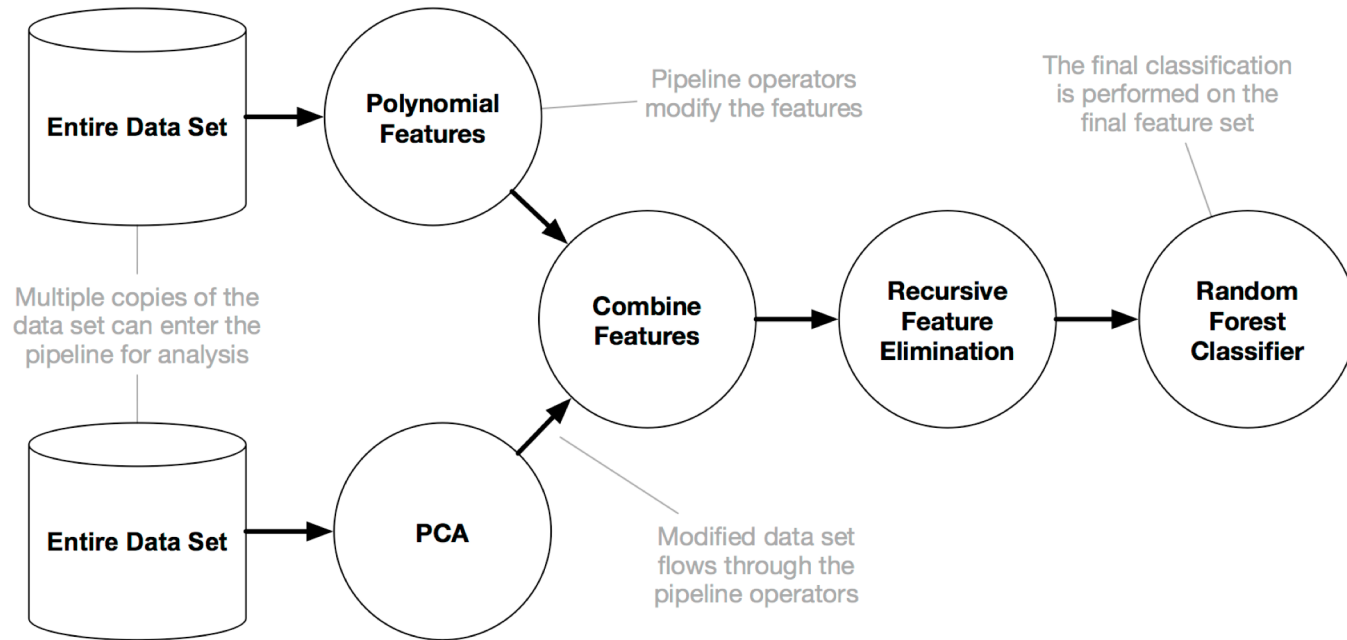 Entire Data Set
Polynomial
Features
Pipeline operators
modify the features
The final classification
is performed on the
final feature set
Multiple copies of the
data set can enter the
pipeline for analysis
Combine
Features
Recursive
Feature
Elimination
Random
Forest
Classifier
Entire Data Set
PCA
Modified data set
flows through the
pipeline operators